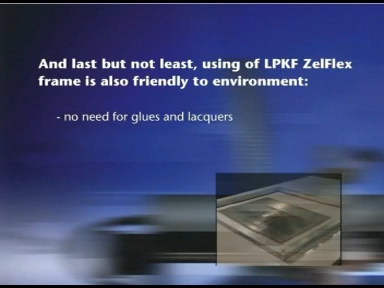 And last but not least, using of LPKF ZelFlex
frame is also friendly to environment:
- no need for glues and lacquers